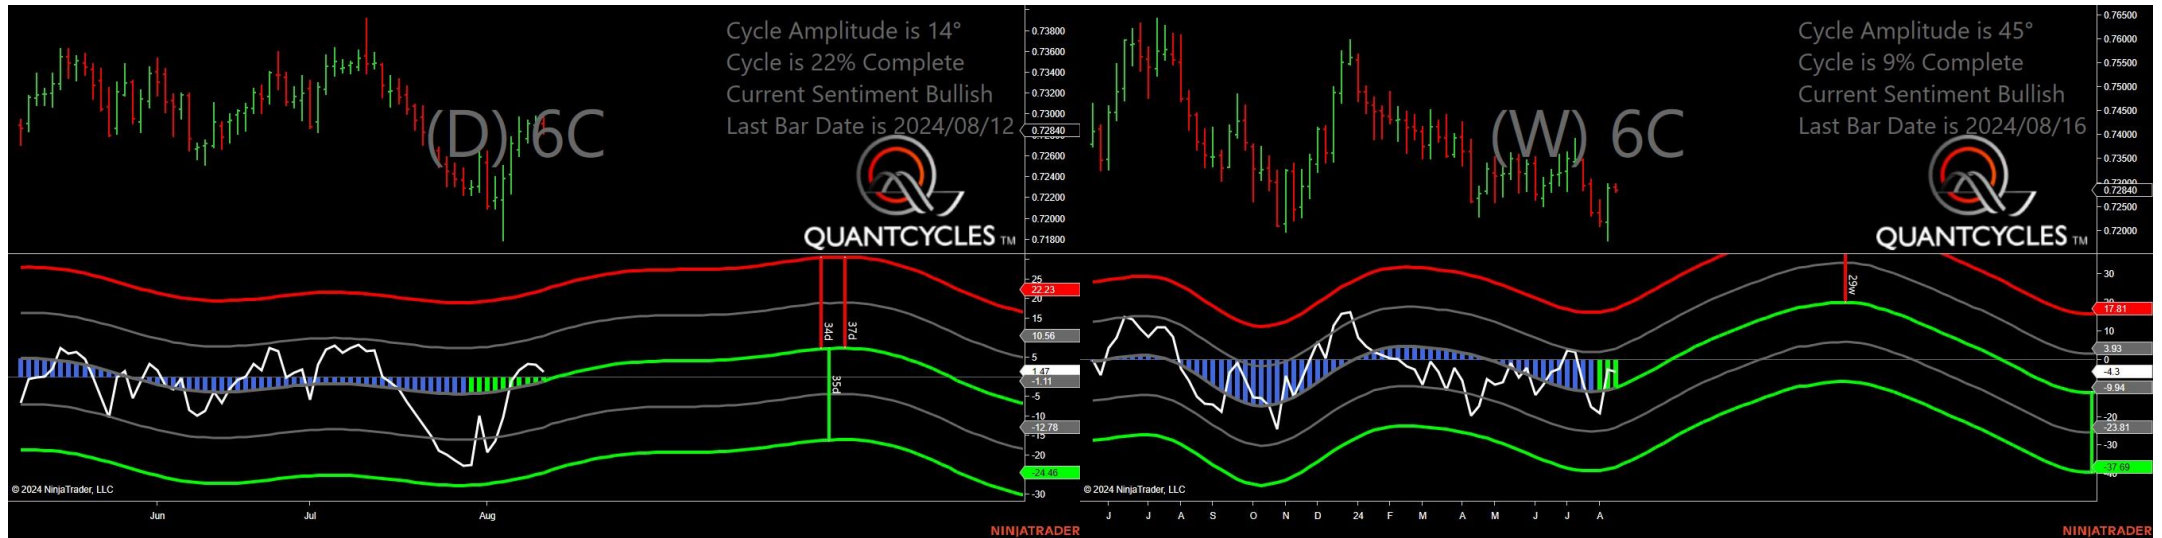 Cycle Amplitude is 14°
Cycle is 22% Complete
Current Sentiment Bullish
Last Bar Date is 2024/08/12
(D) 6C
QUANTCYCLES TM
0.73800
0.73600
0.73400
0.73200
0.73000
0.72840
0.72600
0.72400
0.72200
0.72000
0.71800
34d
37d
35d
25
22.23
20
15
10.56
5
1.47
-1.11
-5
-10
-12.78
-15
-20
-24.46
-30
© 2024 NinjaTrader, LLC
Jun
Jul
Aug
NINJATRADER
Cycle Amplitude is 45°
Cycle is 9% Complete
Current Sentiment Bullish
Last Bar Date is 2024/08/16
(W) 6C
QUANTCYCLES TM
0.76500
0.76000
0.75500
0.75000
0.74500
0.74000
0.73500
0.73000
0.72840
0.72500
0.72000
29w
30
17.81
10
3.93
0
-4.3
-9.94
-20
-23.81
-30
-37.69
© 2024 NinjaTrader, LLC
J
J
A
S
O
N
D
24
F
M
A
M
J
J
A
NINJATRADER